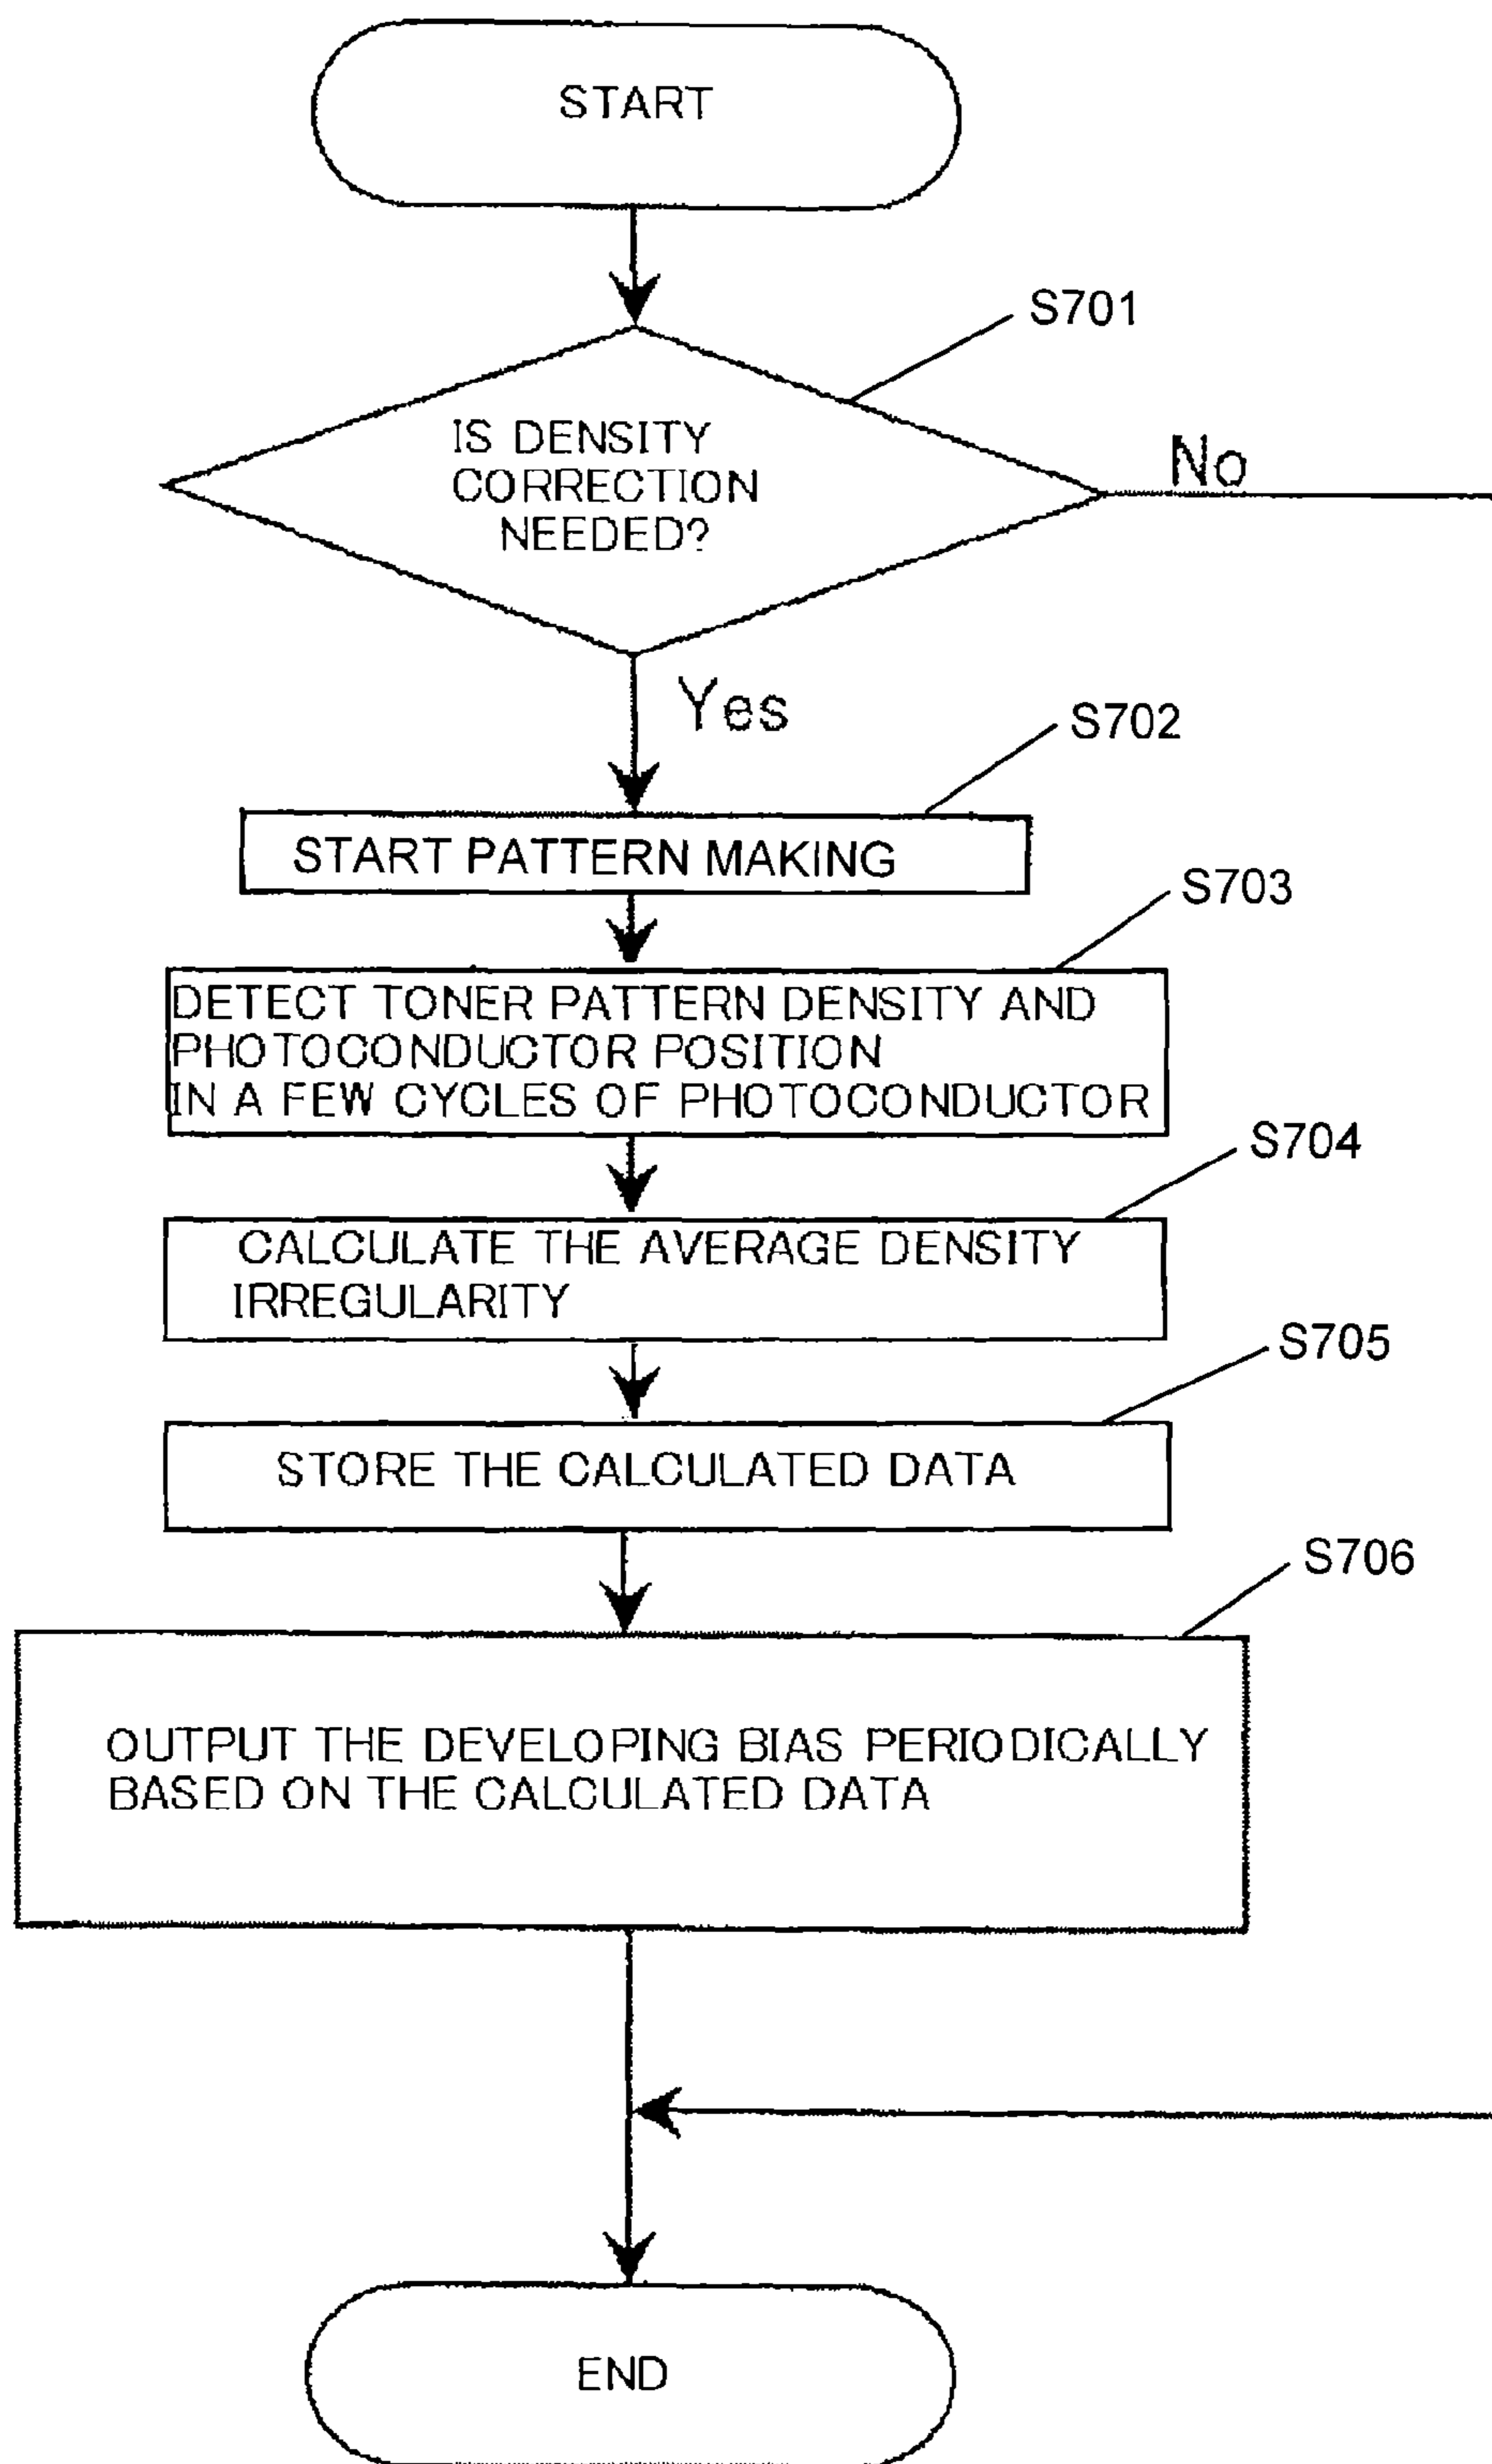 START
S701
IS DENSITY
CORRECTION
NEEDED?
No
Yes
S702
START PATTERN MAKING
S703
DETECT TONER PATTERN DENSITY AND
PHOTOCONDUCTOR POSITION
IN A FEW CYCLES OF PHOTOCONDUCTOR
S704
CALCULATE THE AVERAGE DENSITY
IRREGULARITY
S705
STORE THE CALCULATED DATA
S706
OUTPUT THE DEVELOPING BIAS PERIODICALLY
BASED ON THE CALCULATED DATA
END